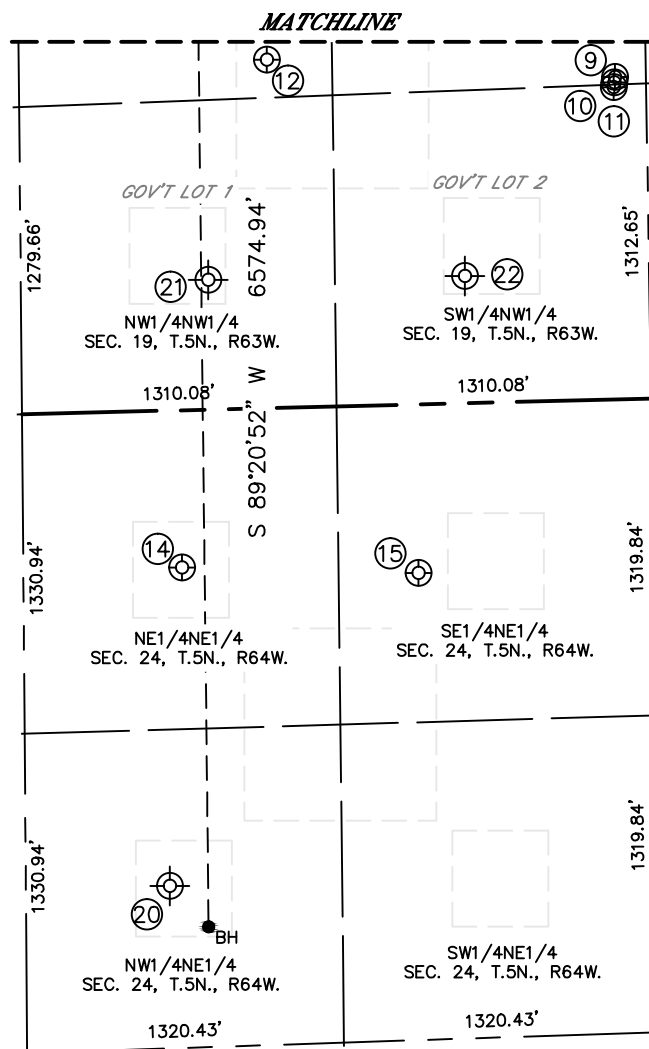 MATCHLINE
9
12
10
11
GOV'T LOT 1
GOV'T LOT 2
6574.94'
1279.66'
1312.65'
21
22
NW1/4NW1/4
SEC. 19, T.5N., R63W.
SW1/4NW1/4
SEC. 19, T.5N., R63W.
1310.08'
1310.08'
S 89°20'52" W
14
15
1330.94'
1319.84'
NE1/4NE1/4
SEC. 24, T.5N., R64W.
SE1/4NE1/4
SEC. 24, T.5N., R64W.
1330.94'
1319.84'
20
BH
NW1/4NE1/4
SEC. 24, T.5N., R64W.
SW1/4NE1/4
SEC. 24, T.5N., R64W.
1320.43'
1320.43'